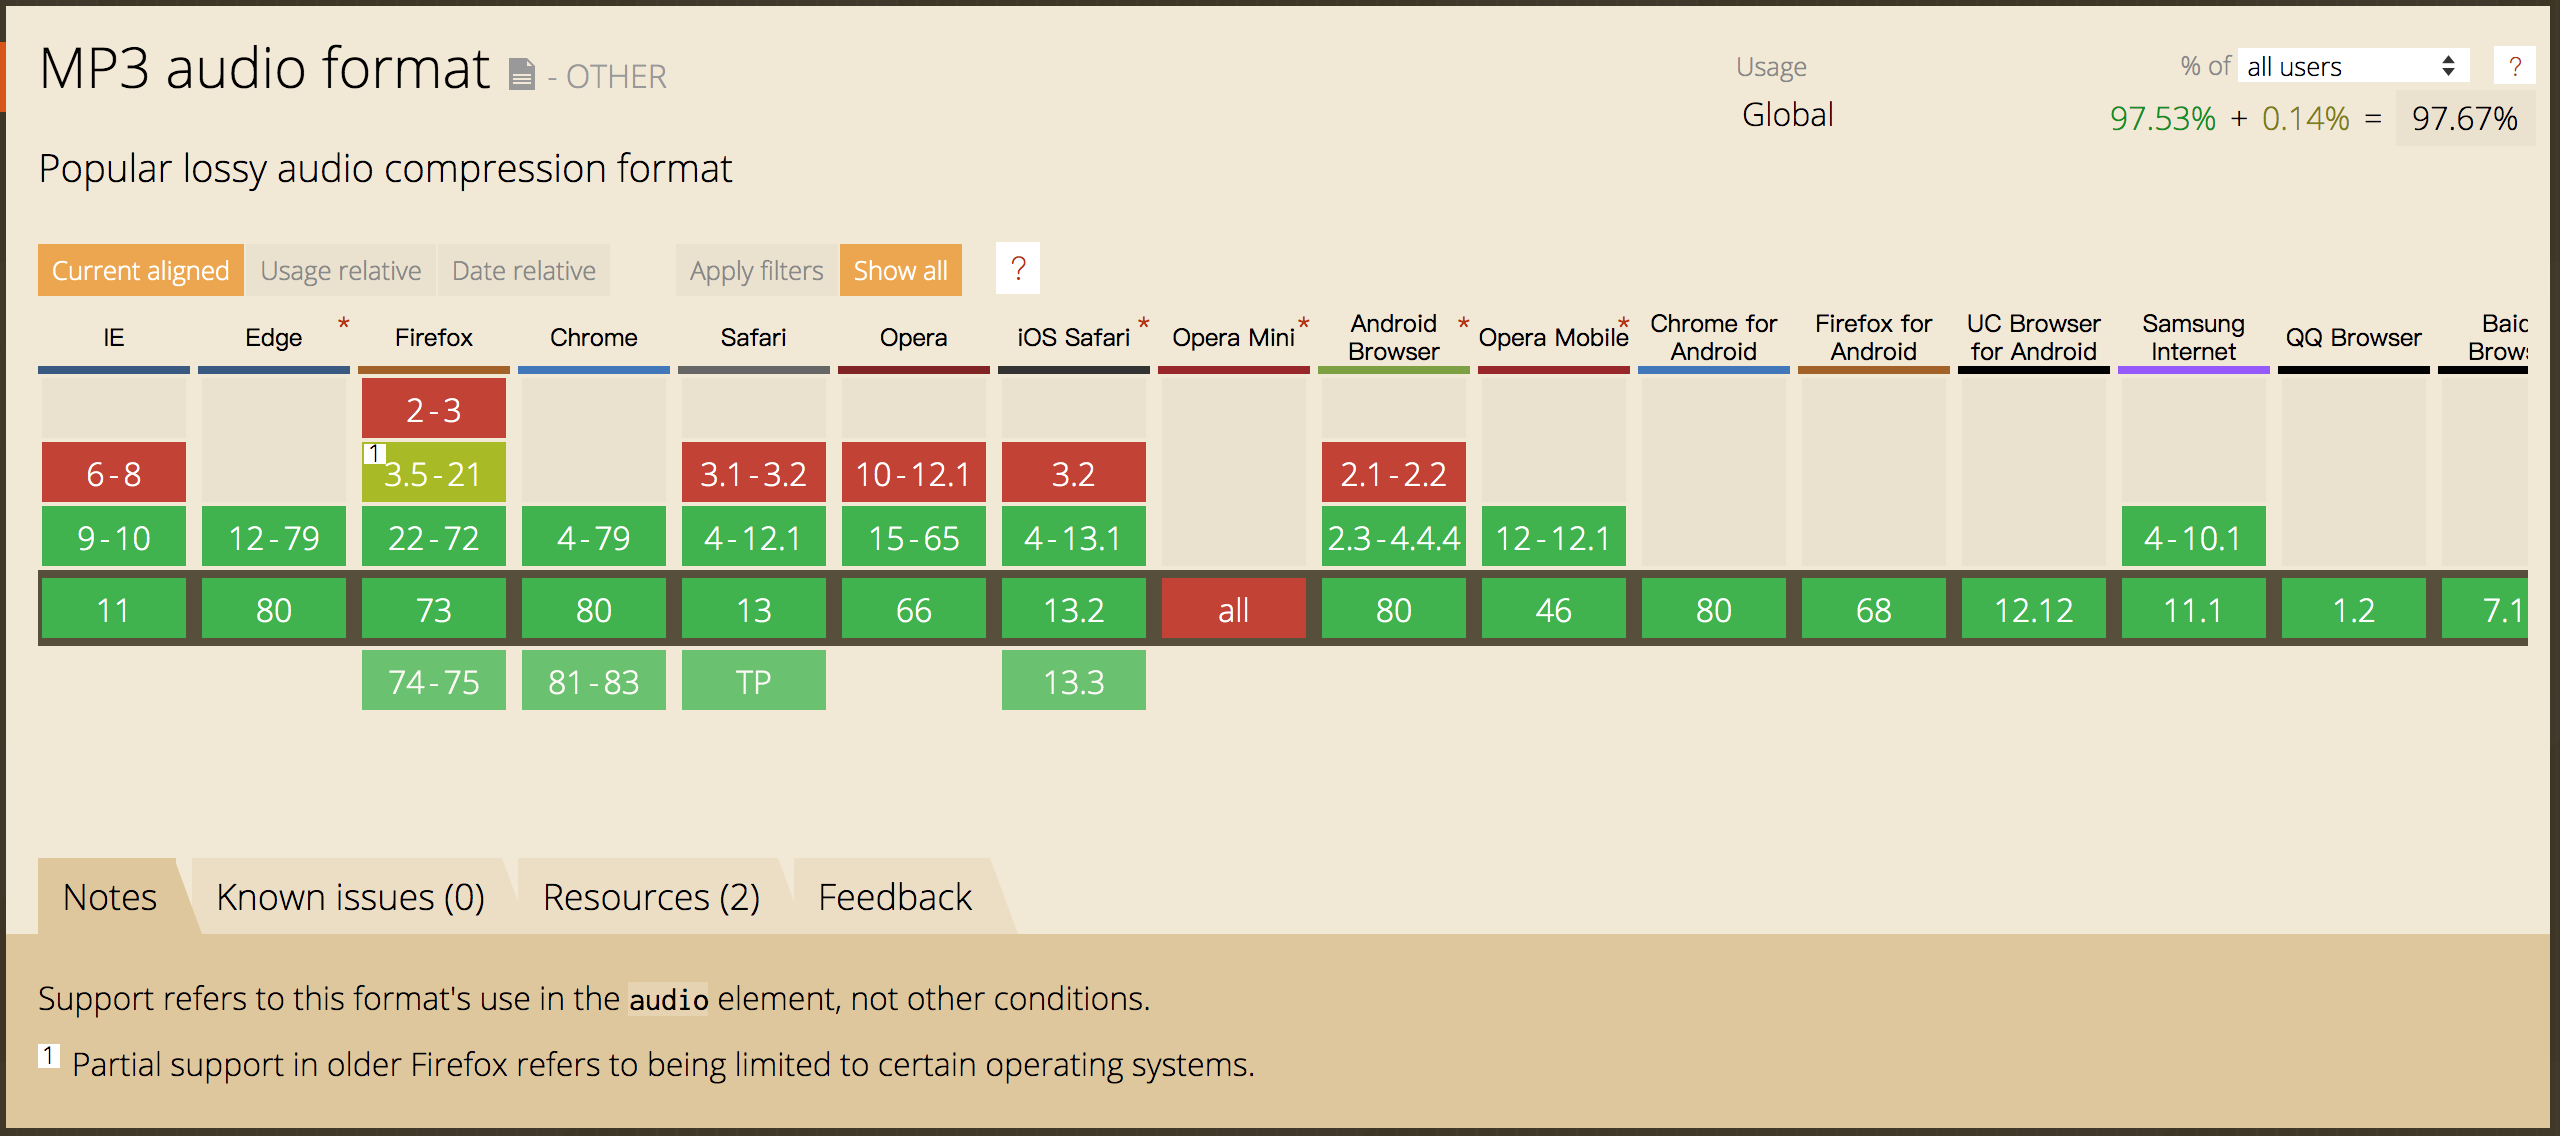 MP3 audio format - OTHER
Usage % of all users ?
Global 97.53% + 0.14% = 97.67%
Popular lossy audio compression format
Current aligned Usage relative Date relative Apply filters Show all ?
IE Edge * Firefox Chrome Safari Opera iOS Safari * Opera Mini * Android Browser * Opera Mobile * Chrome for Android Firefox for Android UC Browser for Android Samsung Internet QQ Browser
2-3
6-8 1 3.5-21 3.1-3.2 10-12.1 3.2 2.1-2.2
9-10 12-79 22-72 4-79 4-12.1 15-65 4-13.1 2.3-4.4.4 12-12.1 4-10.1
11 80 73 80 13 66 13.2 all 80 46 80 68 12.12 11.1 1.2 7.1
74-75 81-83 TP 13.3
Notes Known issues (0) Resources (2) Feedback
Support refers to this format's use in the audio element, not other conditions.
1 Partial support in older Firefox refers to being limited to certain operating systems.